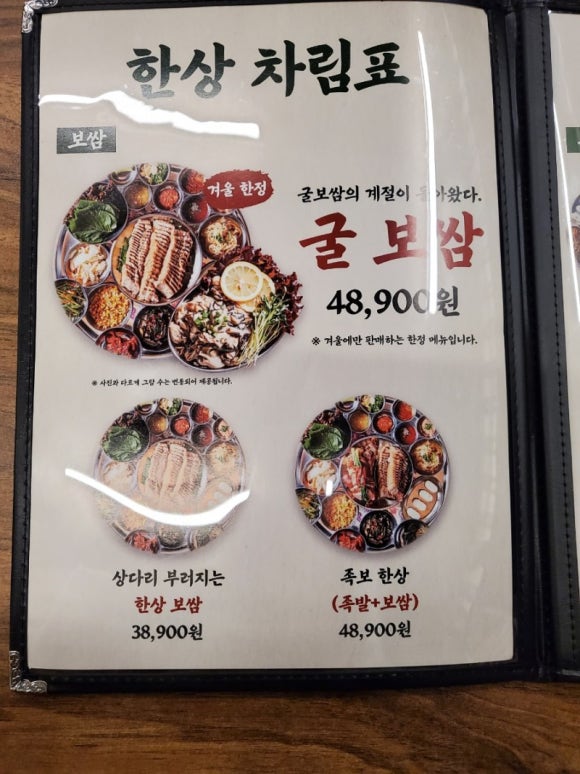 한상 차림표
보쌈
겨울 한정
굴보쌈의 계절이 돌아왔다.
굴 보쌈
48,900원
※ 겨울에만 판매하는 한정 메뉴입니다.
※ 사진과 다르게 그람 수는 변동되어 제공됩니다.
상다리 부러지는
한상 보쌈
38,900원
족보 한상
(족발+보쌈)
48,900원